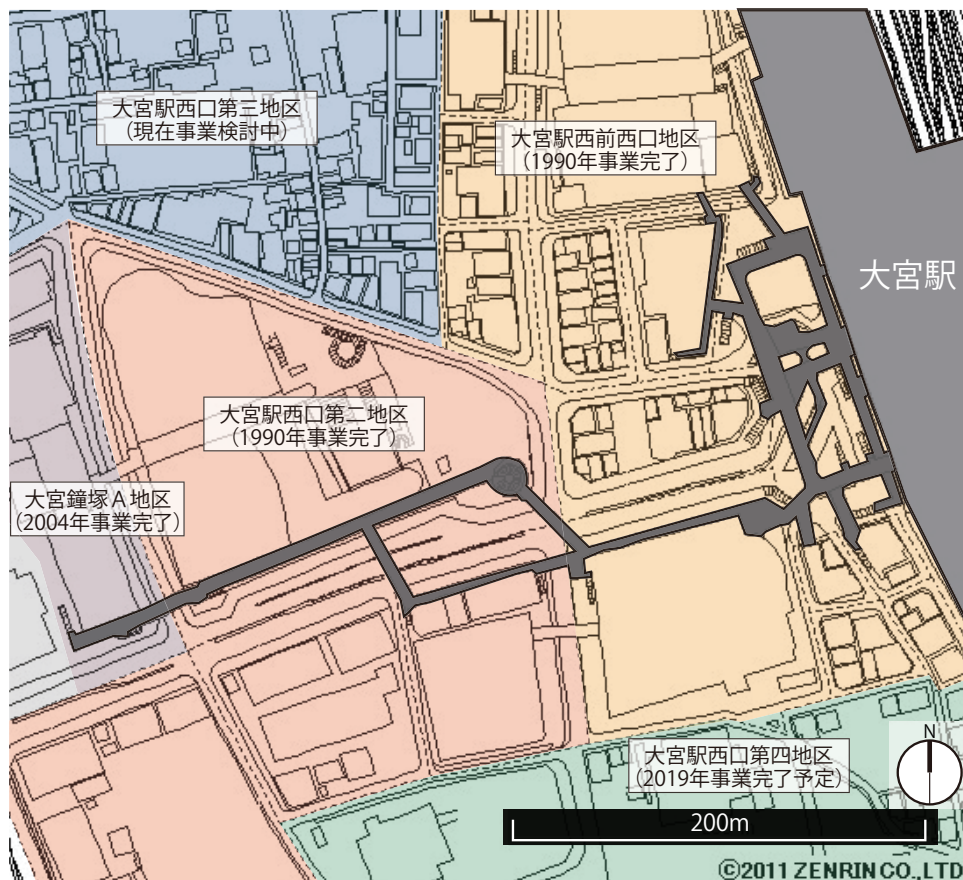 大宮駅西口第三地区
（現在事業検討中）
大宮駅西前西口地区
（1990年事業完了）
大宮駅
大宮駅西口第二地区
（1990年事業完了）
大宮鐘塚A地区
（2004年事業完了）
大宮駅西口第四地区
（2019年事業完了予定）
N
200m
©2011 ZENRIN CO.,LTD